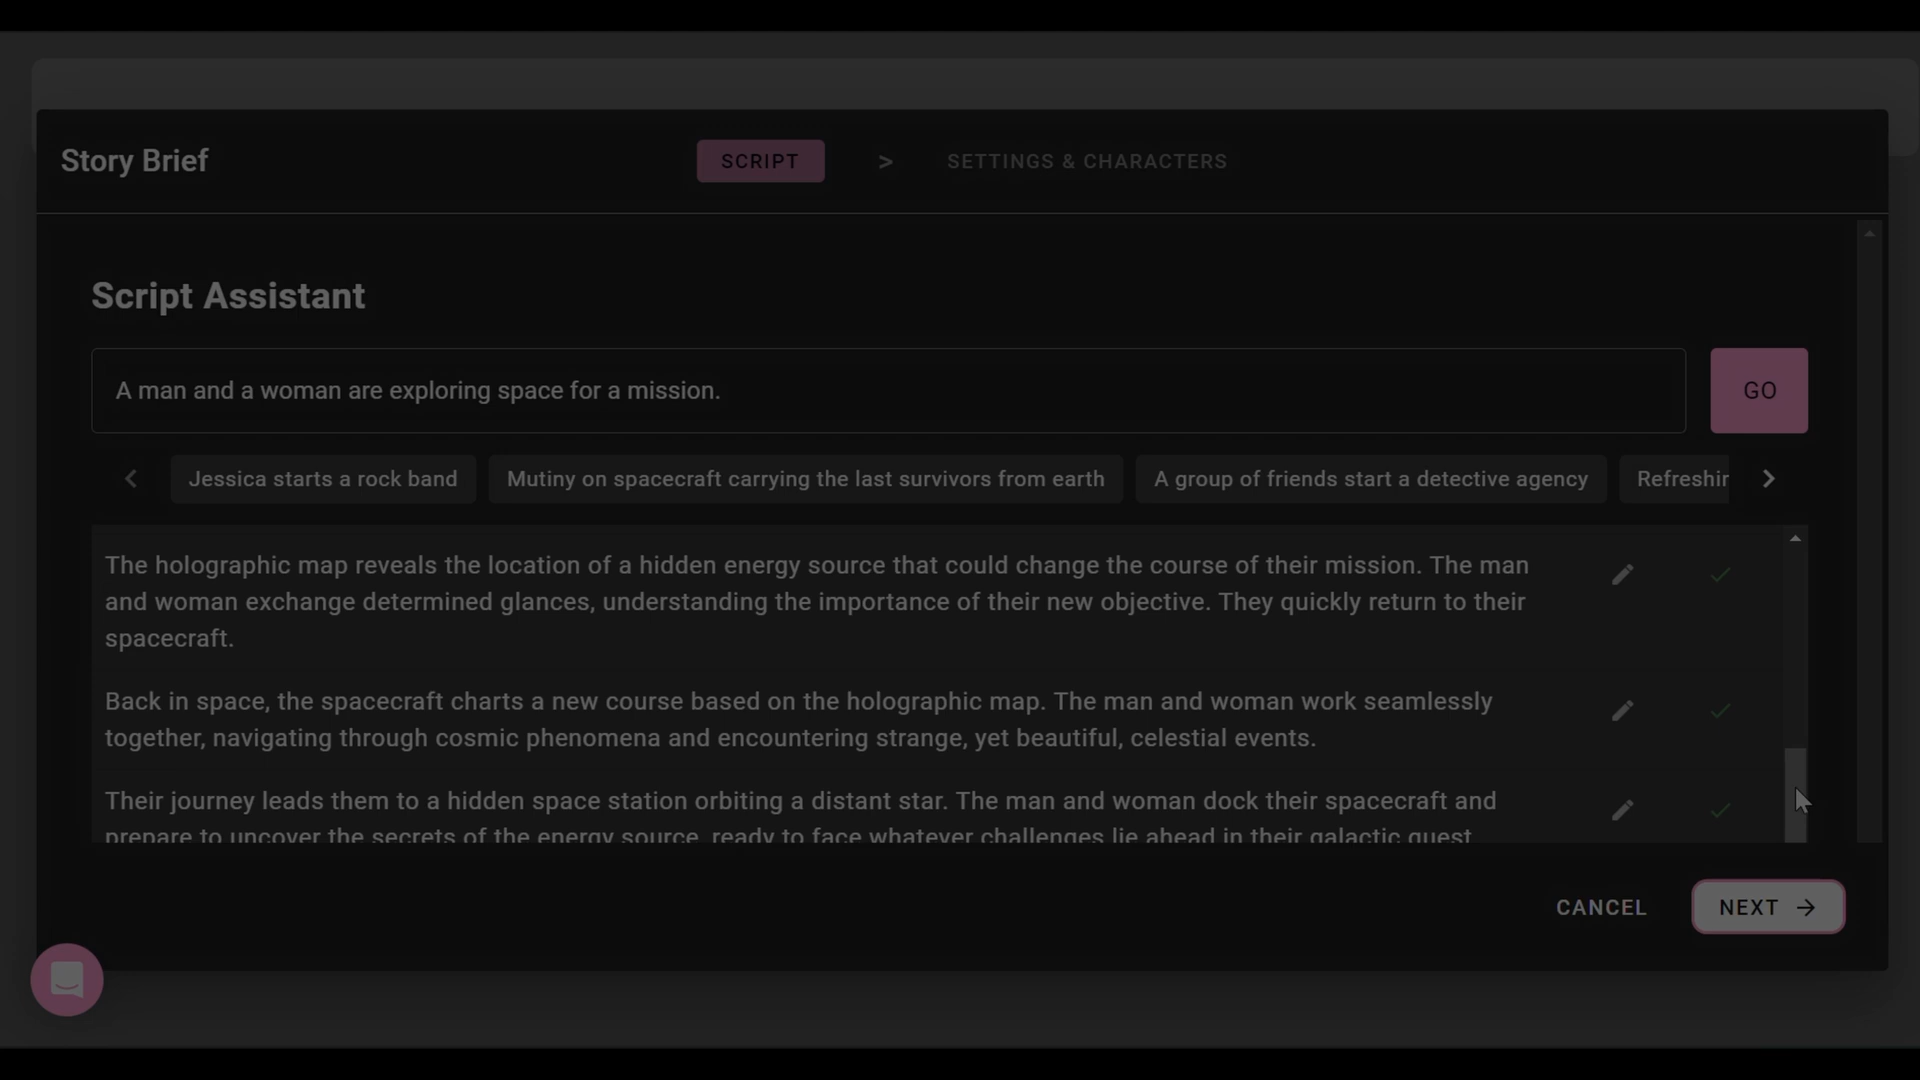 Story Brief
SCRIPT > SETTINGS & CHARACTERS
Script Assistant
A man and a woman are exploring space for a mission.
GO
Jessica starts a rock band
Mutiny on spacecraft carrying the last survivors from earth
A group of friends start a detective agency
Refreshin
The holographic map reveals the location of a hidden energy source that could change the course of their mission. The man
and woman exchange determined glances, understanding the importance of their new objective. They quickly return to their
spacecraft.
Back in space, the spacecraft charts a new course based on the holographic map. The man and woman work seamlessly
together, navigating through cosmic phenomena and encountering strange, yet beautiful, celestial events.
Their journey leads them to a hidden space station orbiting a distant star. The man and woman dock their spacecraft and
prepare to uncover the secrets of the energy source, ready to face whatever challenges lie ahead in their galactic quest
CANCEL
NEXT →